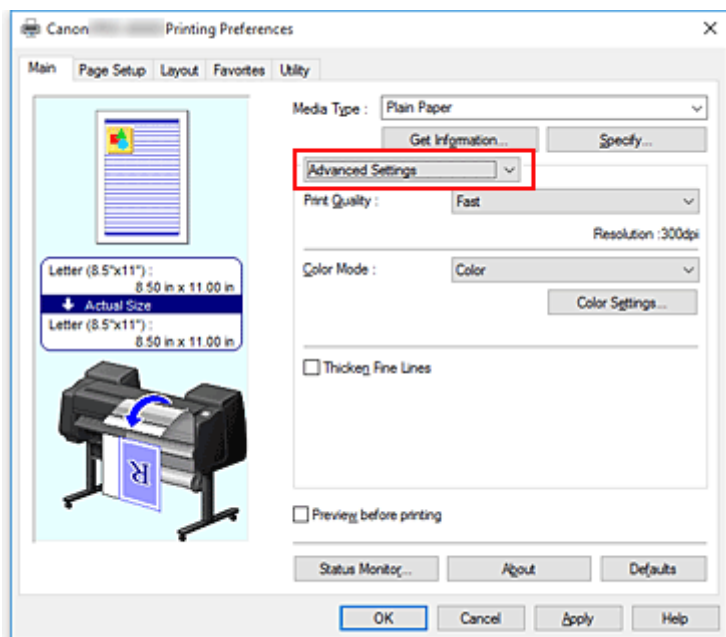 Canon Printing Preferences
Main Page Setup Layout Favorites Utility
Media Type : Plain Paper
Get Information... Specify...
Advanced Settings
Print Quality : Fast
Resolution :300dpi
Letter (8.5"x11") :
8.50 in x 11.00 in
Actual Size
Letter (8.5"x11") :
8.50 in x 11.00 in
Color Mode : Color
Color Settings...
Thicken Fine Lines
R
Preview before printing
Status Monitor... About Defaults
OK Cancel Apply Help